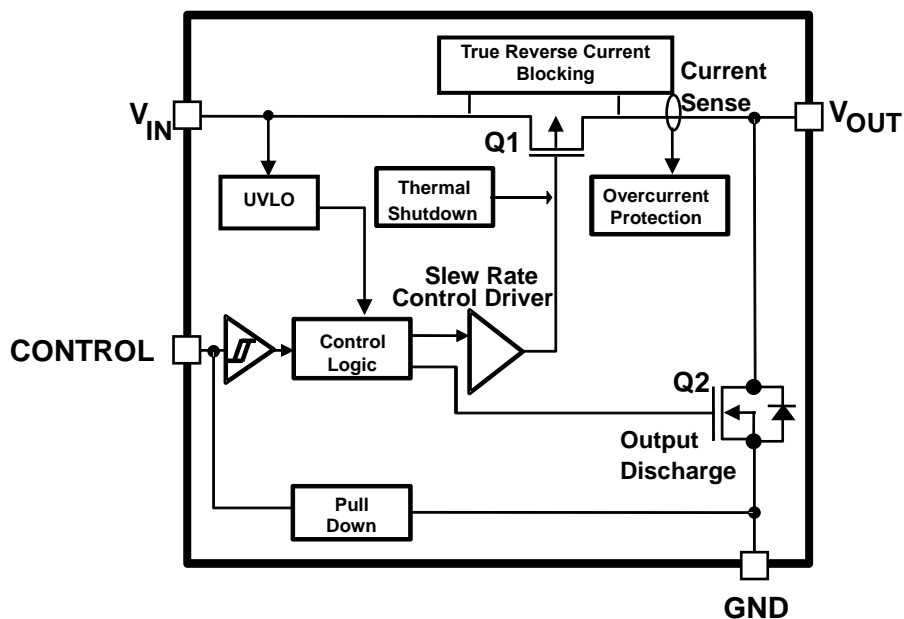 True Reverse Current
Blocking
Current
Sense
VIN
VOUT
Q1
UVLO
Thermal
Shutdown
Overcurrent
Protection
Slew Rate
Control Driver
CONTROL
Control
Logic
Q2
Output
Discharge
Pull
Down
GND